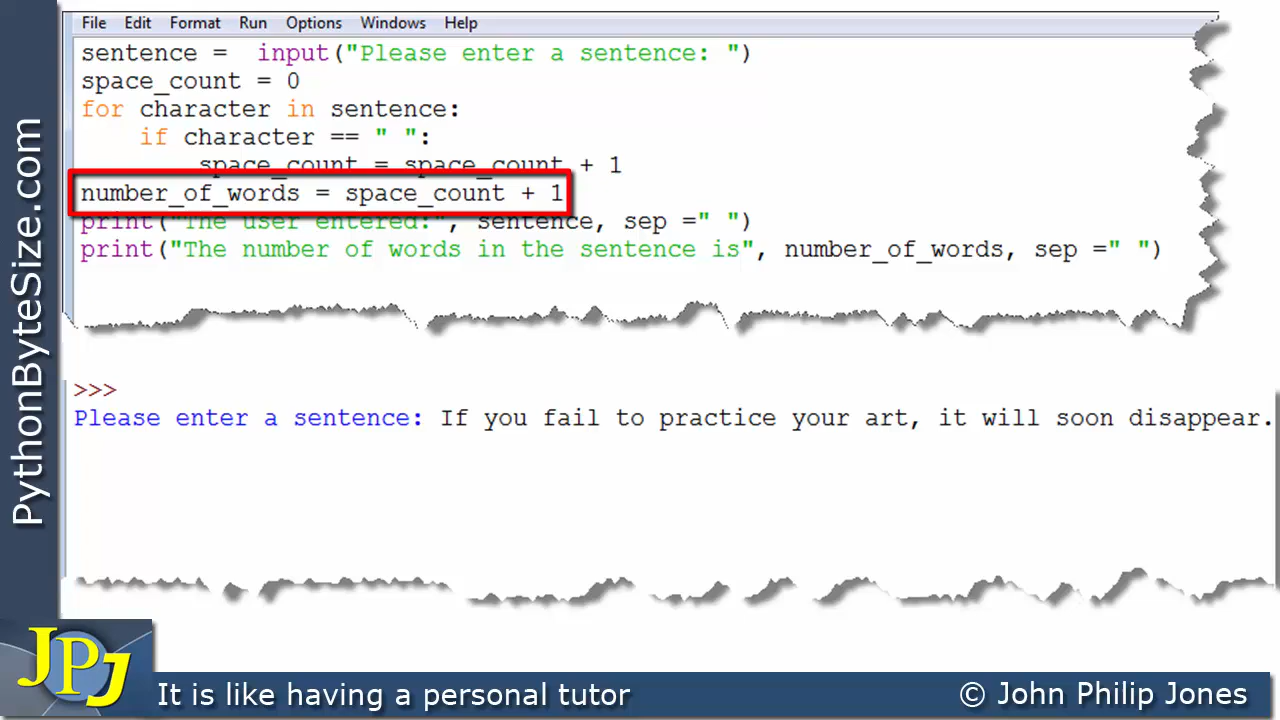 File Edit Format Run Options Windows Help
sentence =  input("Please enter a sentence: ")
space_count = 0
for character in sentence:
    if character == " ":
        space_count = space_count + 1
number_of_words = space_count + 1
print("The user entered:", sentence, sep =" ")
print("The number of words in the sentence is", number_of_words, sep =" ")
>>>
Please enter a sentence: If you fail to practice your art, it will soon disappear.
PythonByteSize.com
JPJ
It is like having a personal tutor
© John Philip Jones